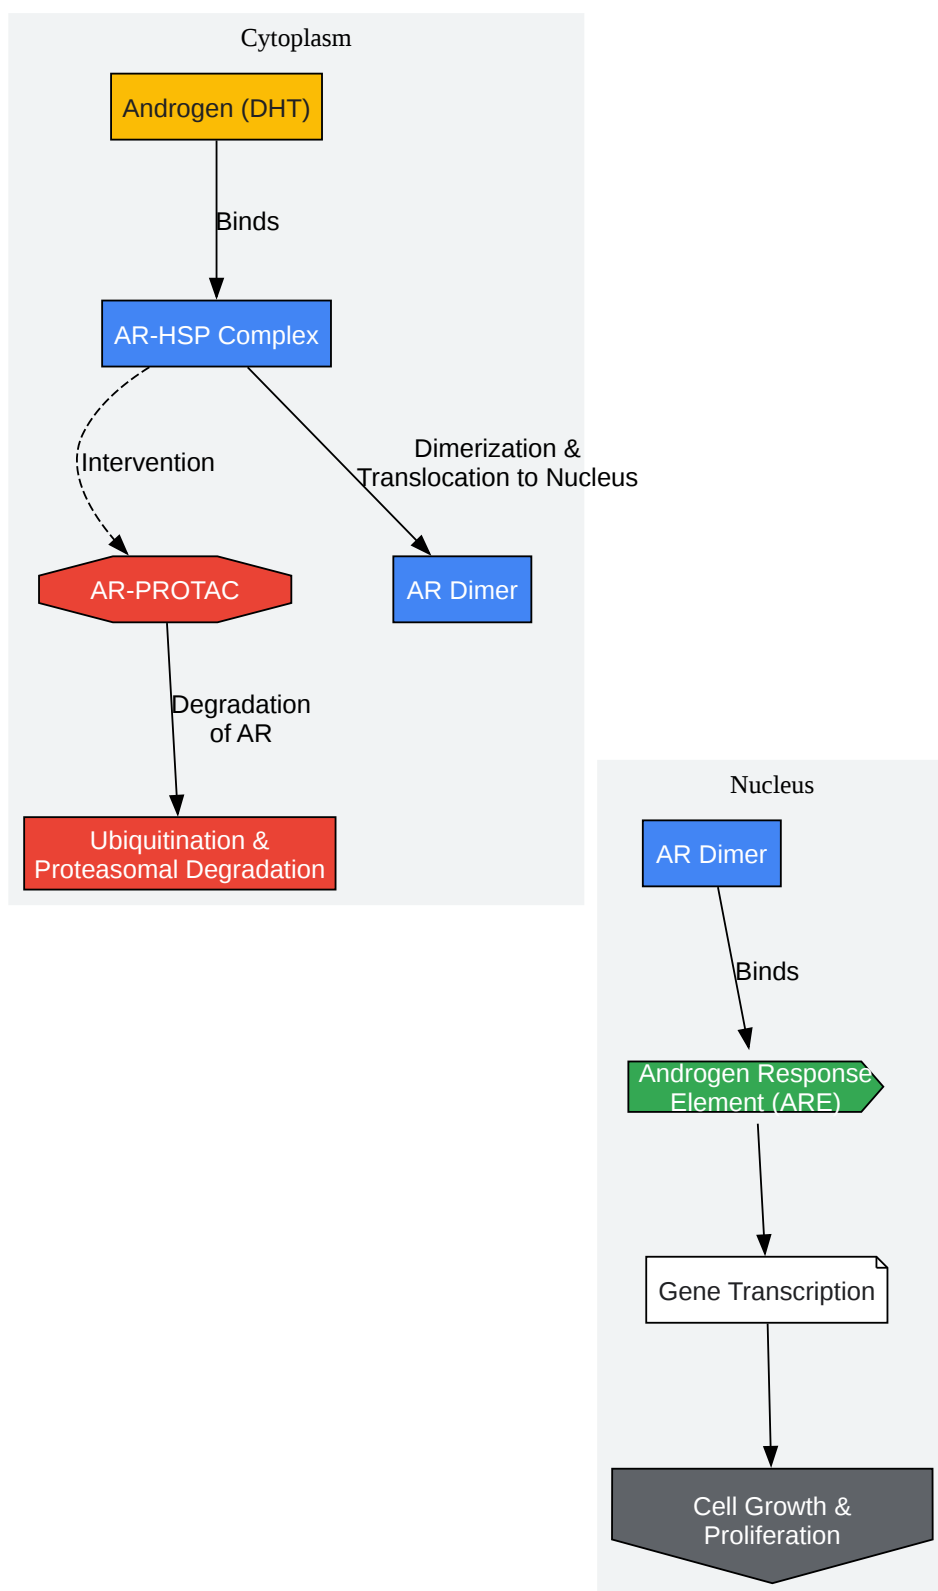 Cytoplasm
Androgen (DHT)
Binds
AR-HSP Complex
Dimerization &
Translocation to Nucleus
Intervention
AR-PROTAC
AR Dimer
Degradation
of AR
Ubiquitination &
Proteasomal Degradation
Nucleus
AR Dimer
Binds
Androgen Response
Element (ARE)
Gene Transcription
Cell Growth &
Proliferation